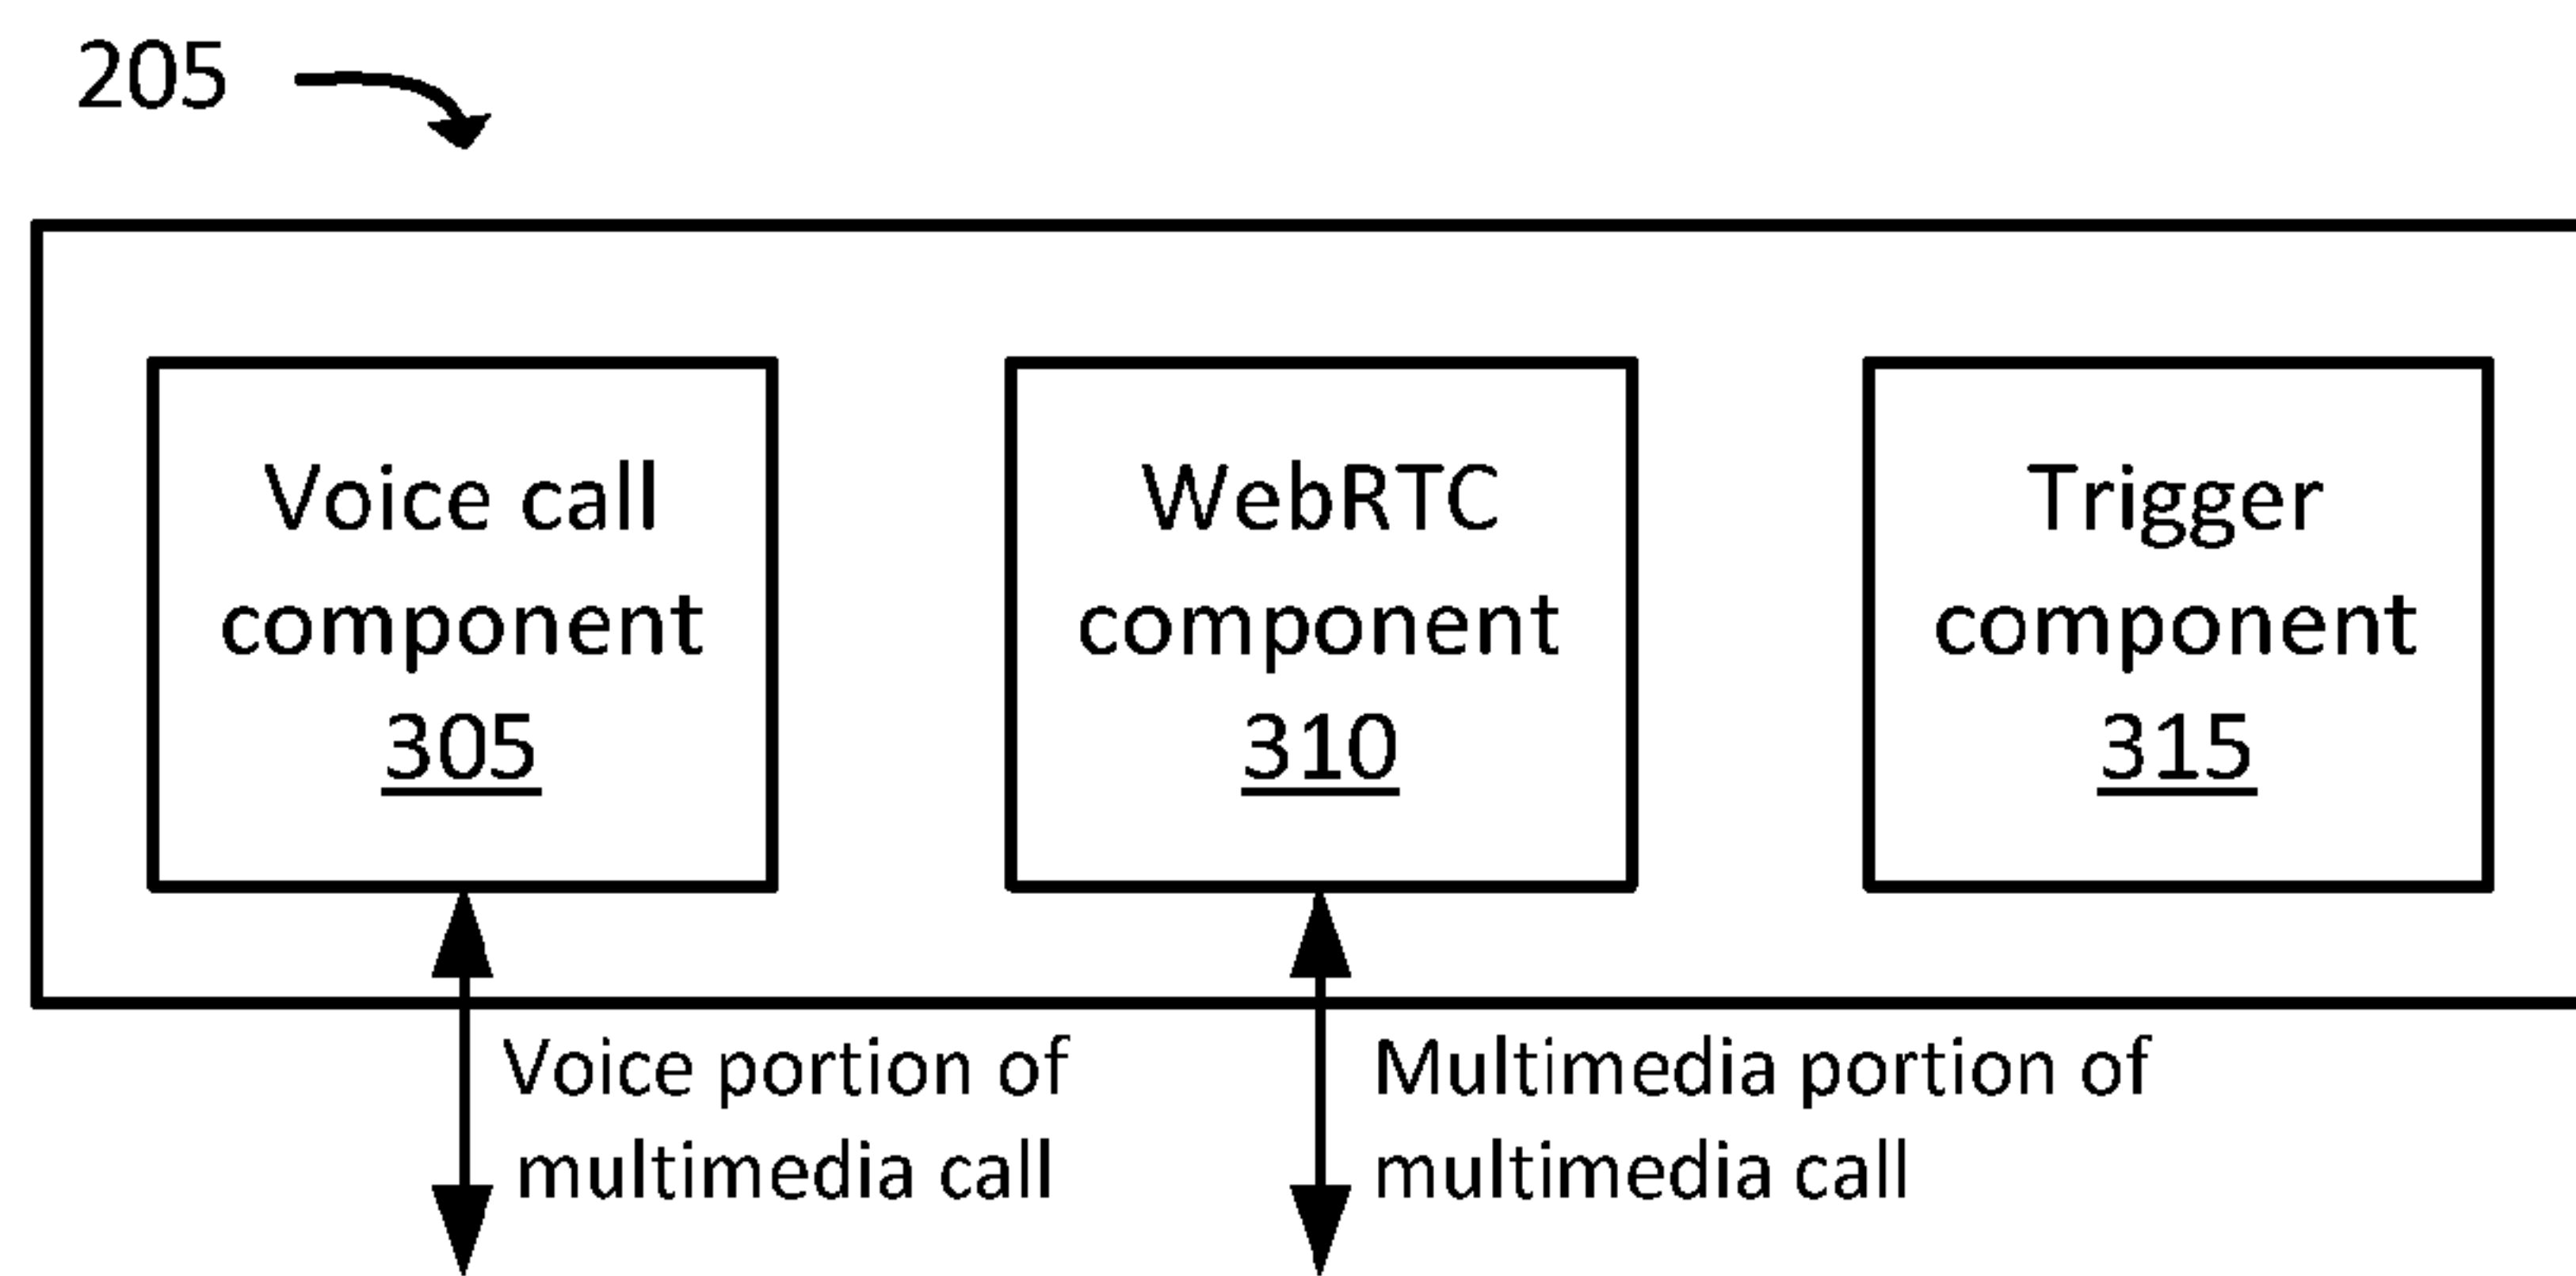 205
Voice call
component
305
WebRTC
component
310
Trigger
component
315
Voice portion of
multimedia call
Multimedia portion of
multimedia call